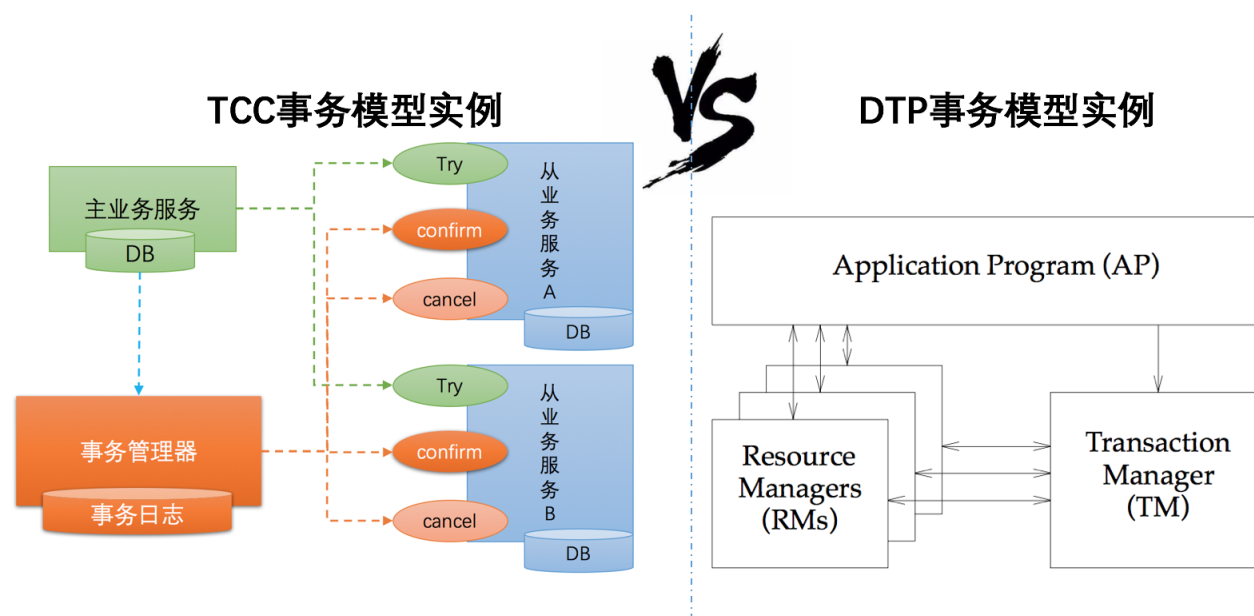 TCC事务模型实例
VS
DTP事务模型实例
主业务服务
DB
Try
confirm
cancel
从业务服务A
DB
事务管理器
事务日志
Try
confirm
cancel
从业务服务B
DB
Application Program (AP)
Resource
Managers
(RMs)
Transaction
Manager
(TM)